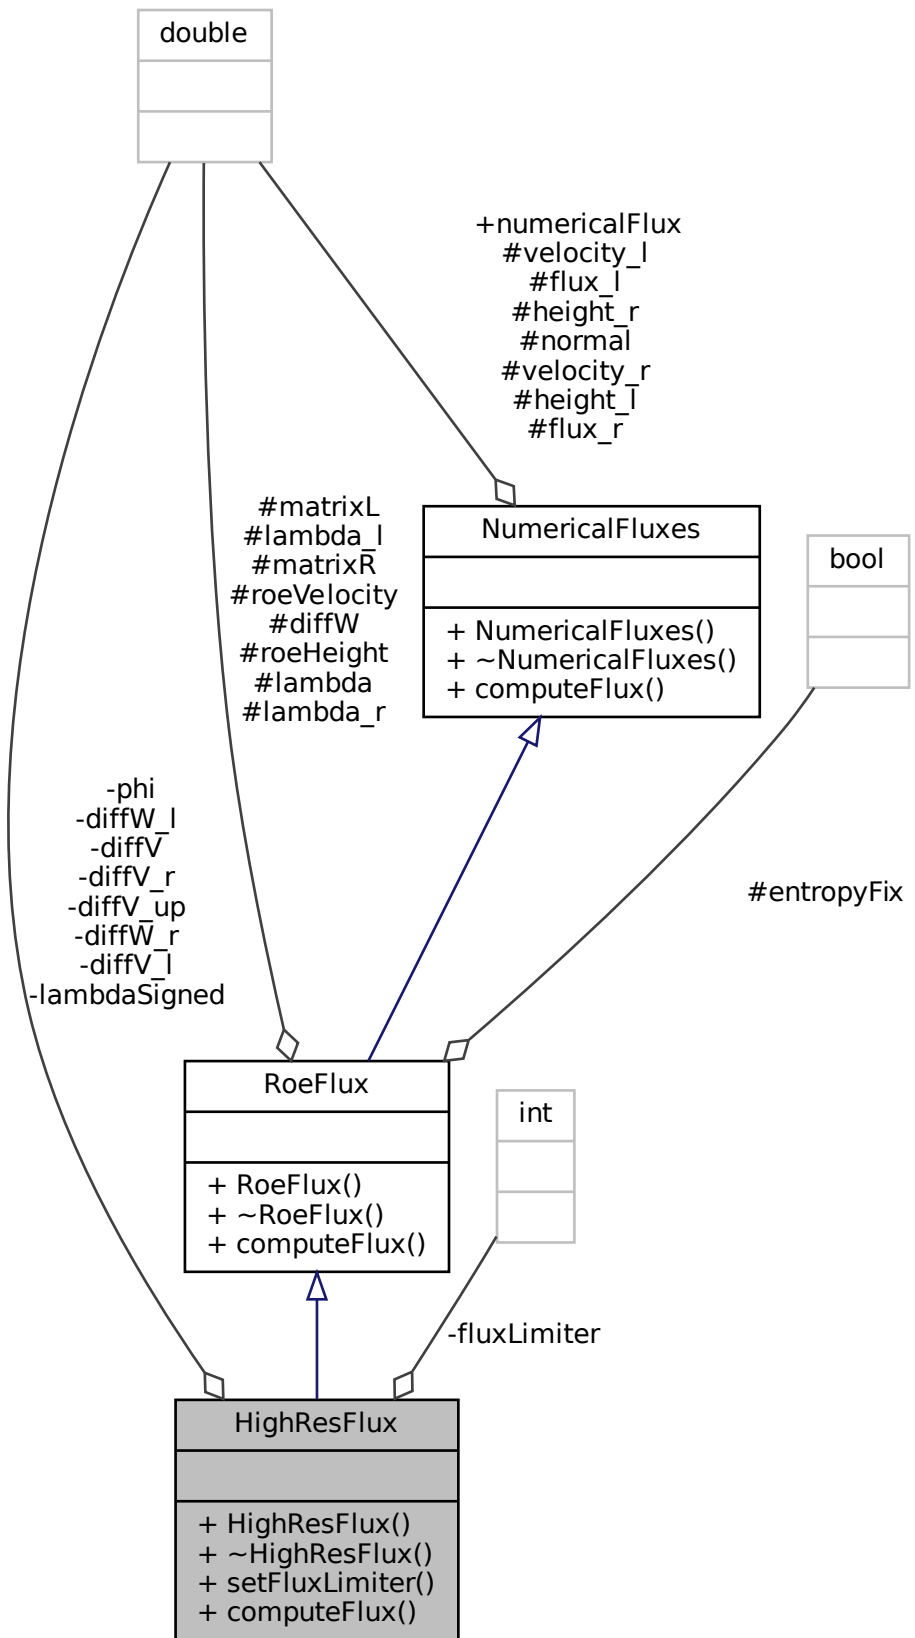 double
+numericalFlux
#velocity_l
#flux_l
#height_r
#normal
#velocity_r
#height_l
#flux_r
#matrixL
#lambda_l
#matrixR
#roeVelocity
#diffW
#roeHeight
#lambda
#lambda_r
NumericalFluxes
+ NumericalFluxes()
+ ~NumericalFluxes()
+ computeFlux()
bool
-phi
-diffW_l
-diffV
-diffV_r
-diffV_up
-diffW_r
-diffV_l
-lambdaSigned
#entropyFix
RoeFlux
+ RoeFlux()
+ ~RoeFlux()
+ computeFlux()
int
-fluxLimiter
HighResFlux
+ HighResFlux()
+ ~HighResFlux()
+ setFluxLimiter()
+ computeFlux()